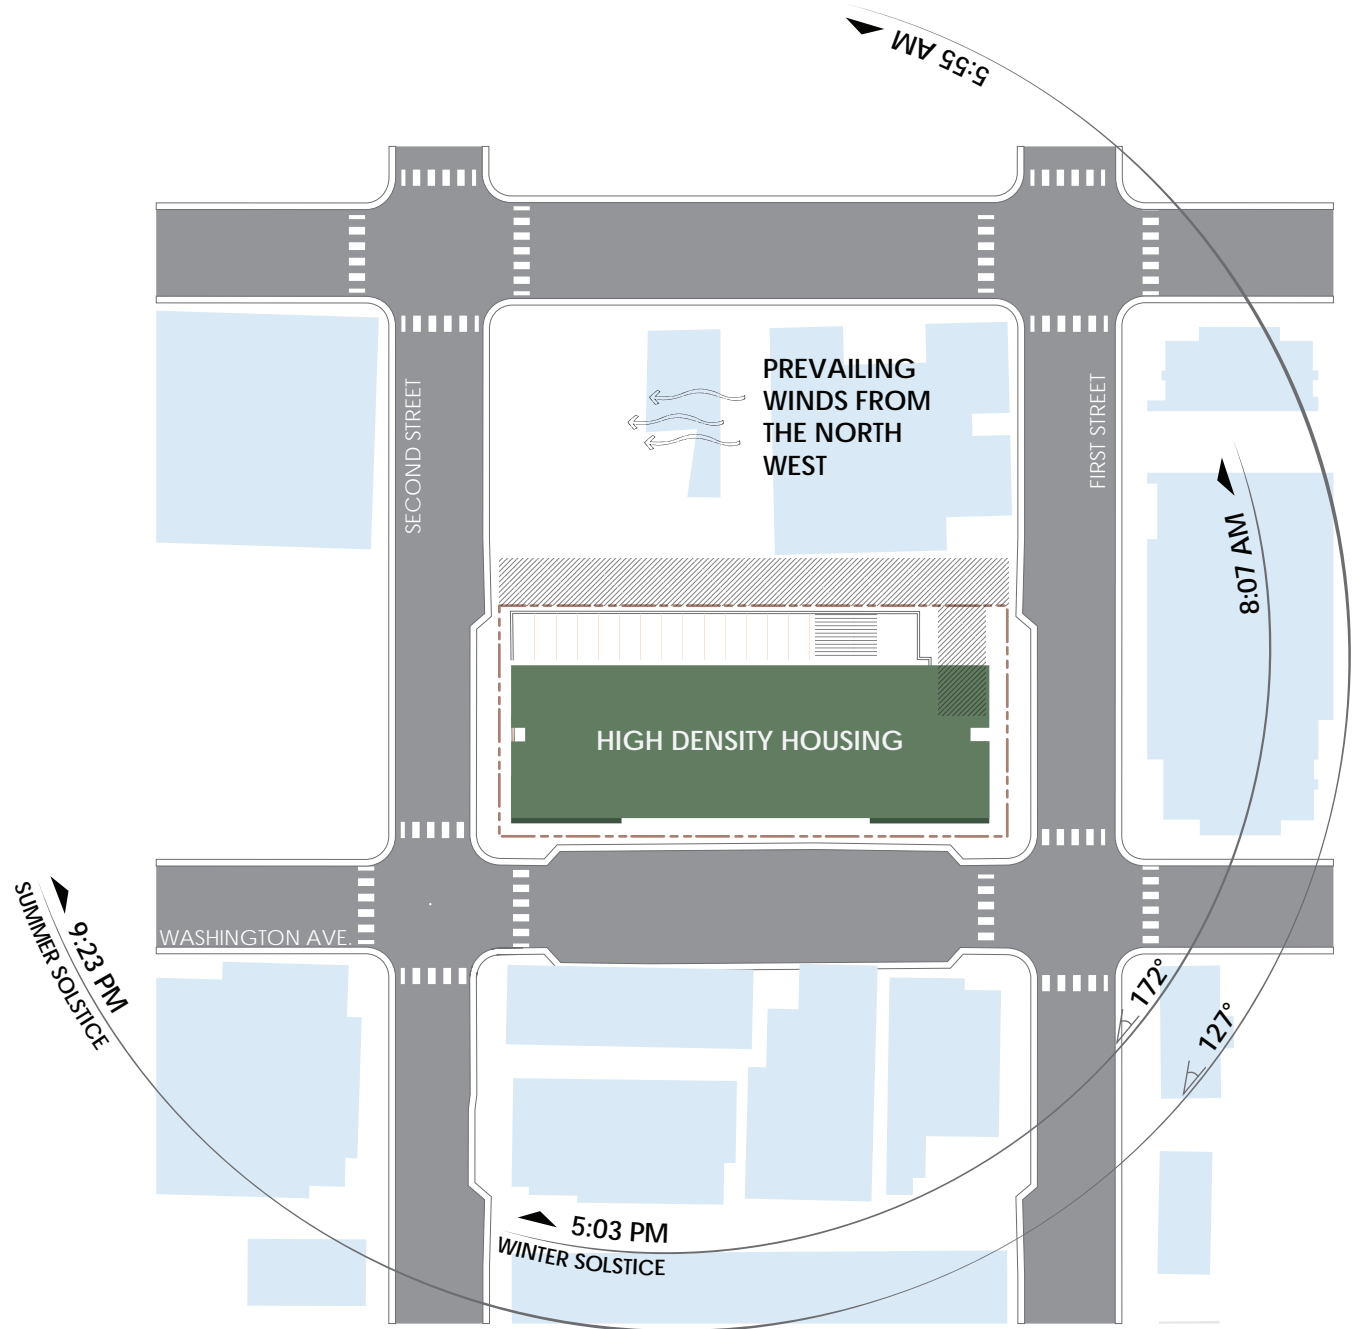 5:55 AM
PREVAILING
WINDS FROM
THE NORTH
WEST
SECOND STREET
FIRST STREET
8:07 AM
HIGH DENSITY HOUSING
9:23 PM
SUMMER SOLSTICE
WASHINGTON AVE.
172°
127°
5:03 PM
WINTER SOLSTICE